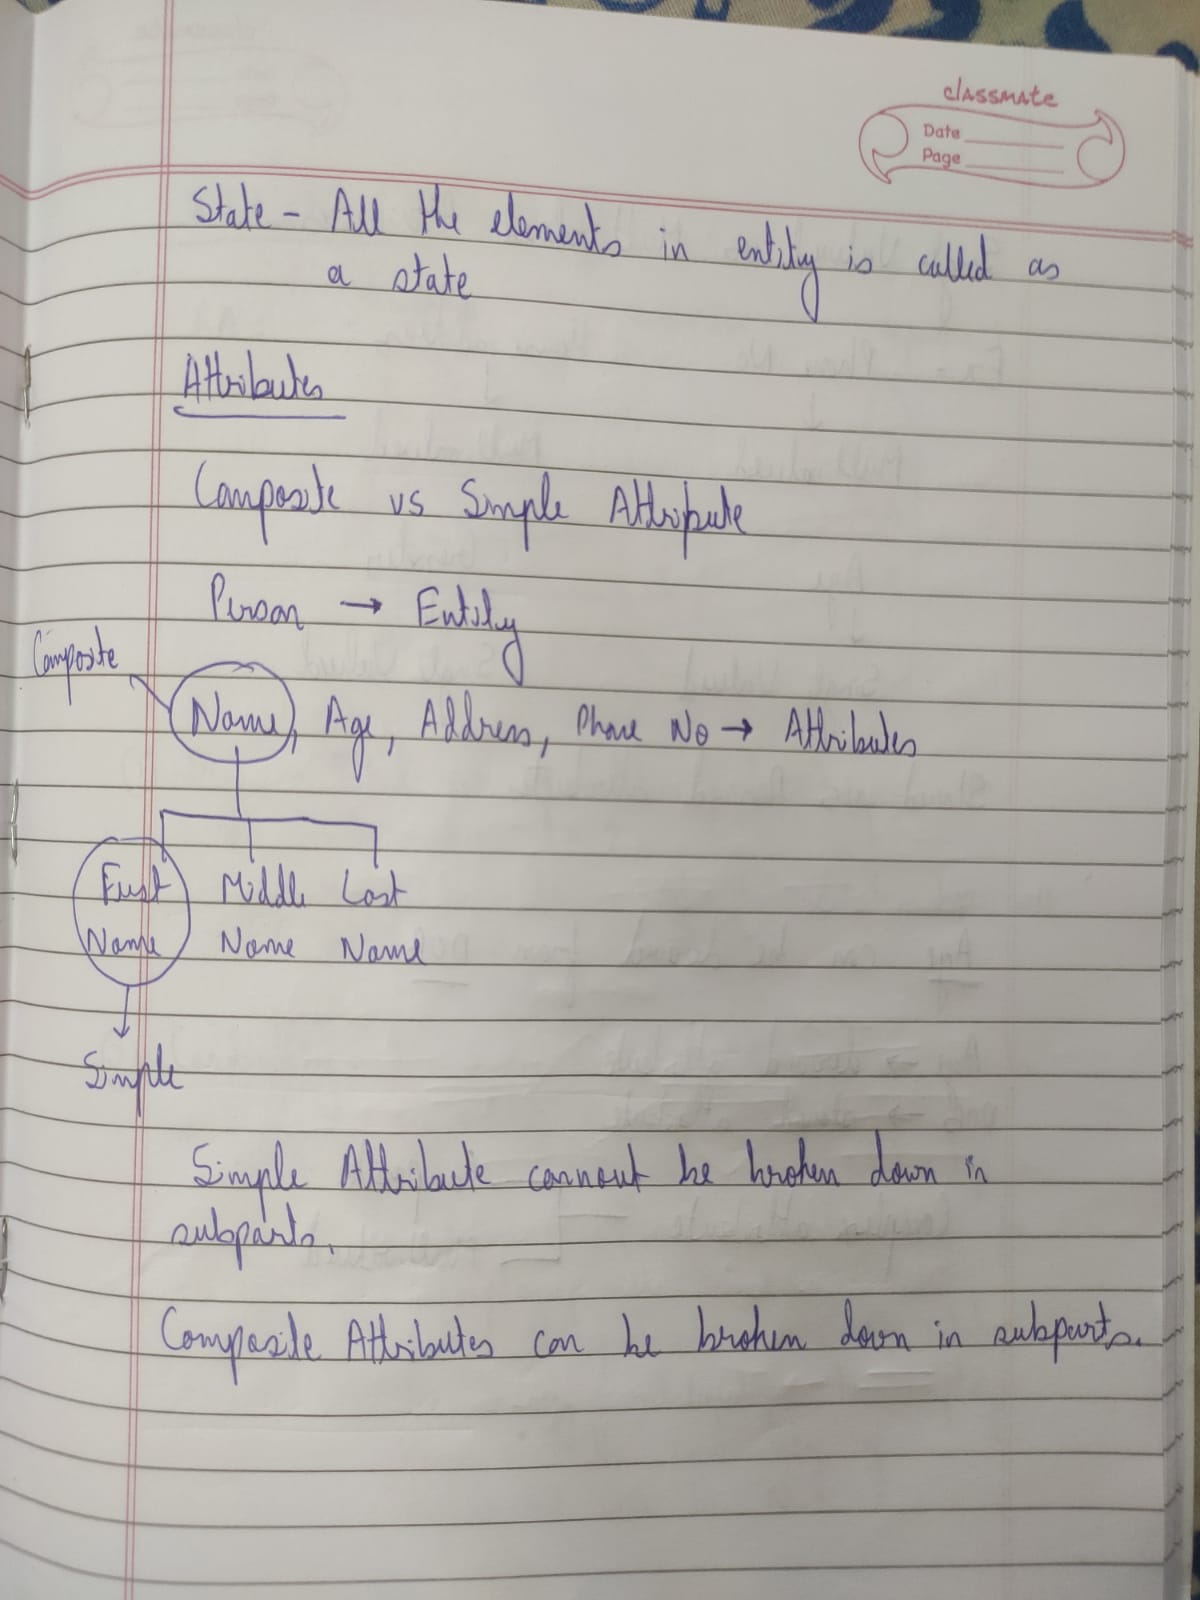 classmate
Date
Page
State - All the elements in entity is called as
a state
Attributes
Composite vs Simple Attribute
Person → Entity
Composite
Name, Age, Address, Phone No → Attributes
First Middle Last
Name Name Name
Simple
Simple Attribute cannout be broken down in
subparts.
Composite Attributes can be broken down in subparts.